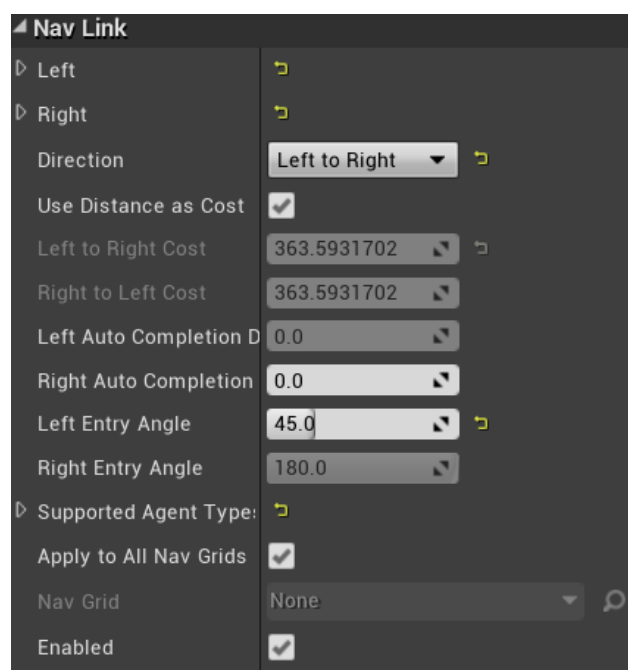 Nav Link
Left
Right
Direction Left to Right
Use Distance as Cost
Left to Right Cost 363.5931702
Right to Left Cost 363.5931702
Left Auto Completion D 0.0
Right Auto Completion 0.0
Left Entry Angle 45.0
Right Entry Angle 180.0
Supported Agent Types
Apply to All Nav Grids
Nav Grid None
Enabled